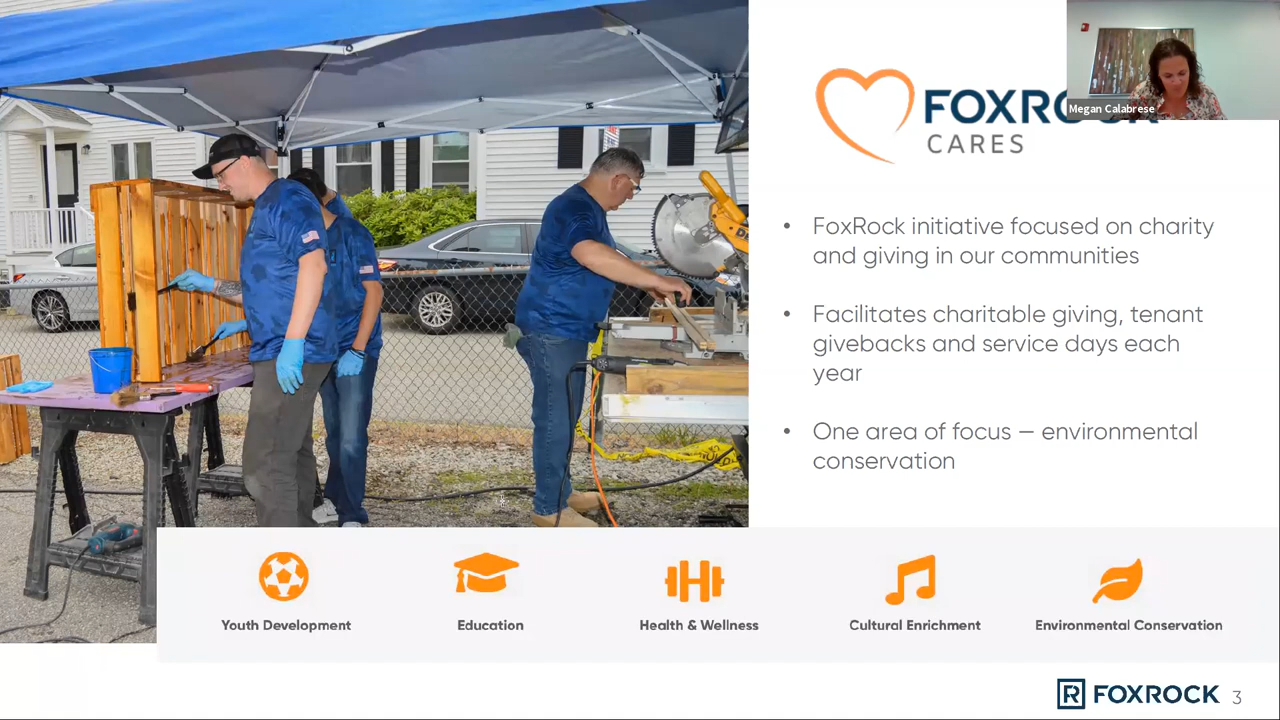 FOXRO
CARES
Megan Calabrese
• FoxRock initiative focused on charity
and giving in our communities
• Facilitates charitable giving, tenant
givebacks and service days each
year
• One area of focus — environmental
conservation
Youth Development
Education
Health & Wellness
Cultural Enrichment
Environmental Conservation
FOXROCK
3